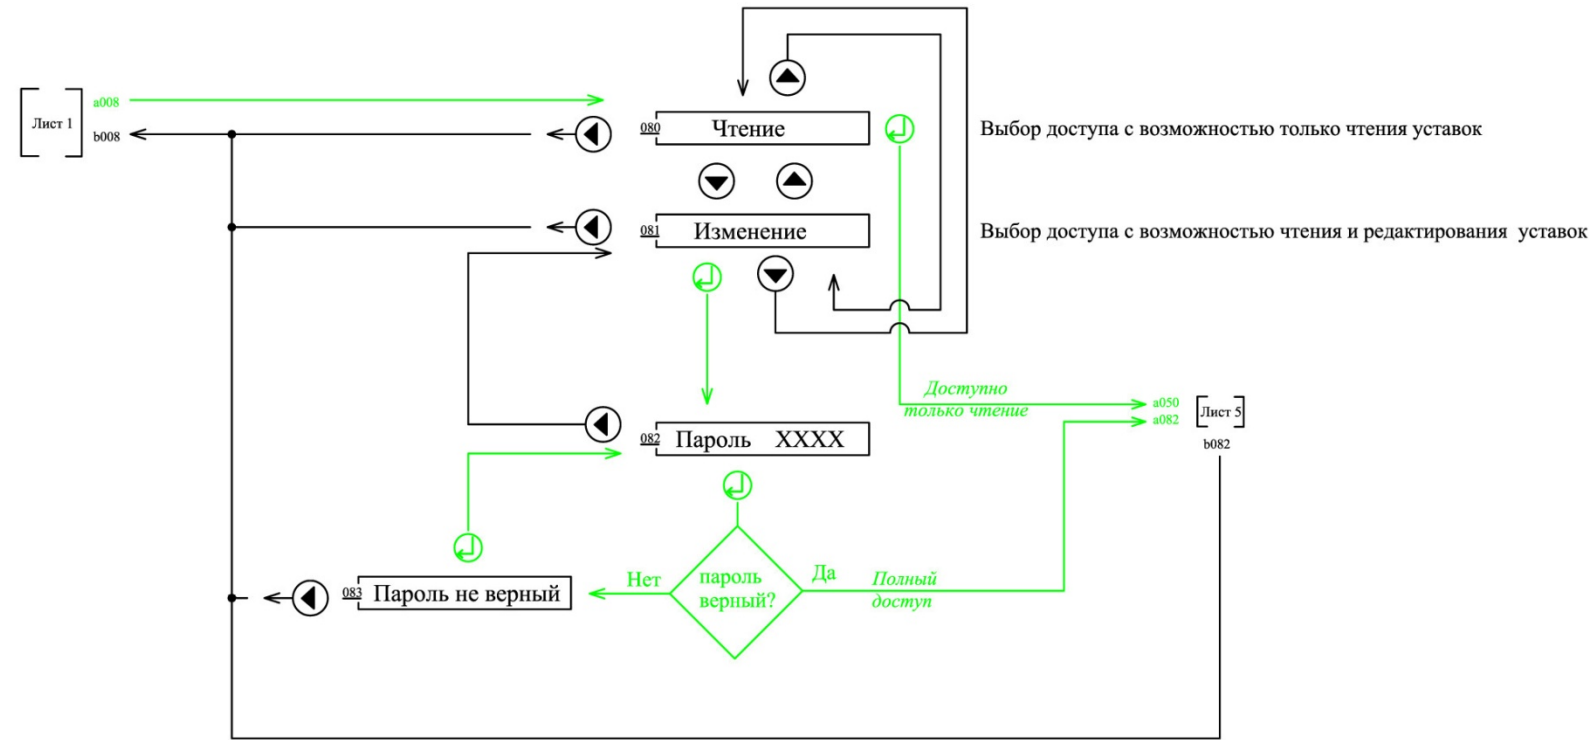 Лист 1
a008
b008
080
Чтение
Выбор доступа с возможностью только чтения уставок
081
Изменение
Выбор доступа с возможностью чтения и редактирования уставок
Доступно
только чтение
a050
a082
Лист 5
b082
082
Пароль XXXX
083
Пароль не верный
Нет
пароль
верный?
Да
Полный
доступ